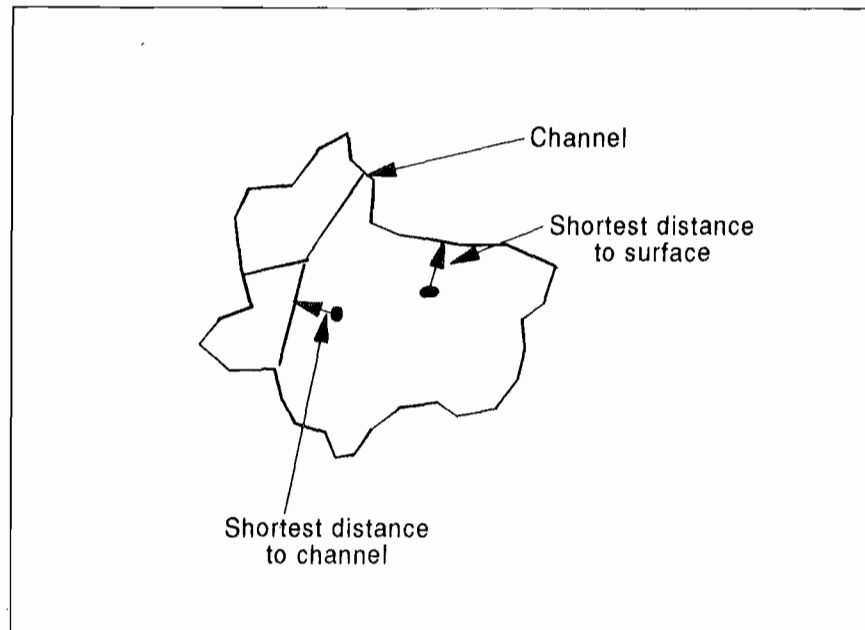 Channel
Shortest distance
to surface
Shortest distance
to channel